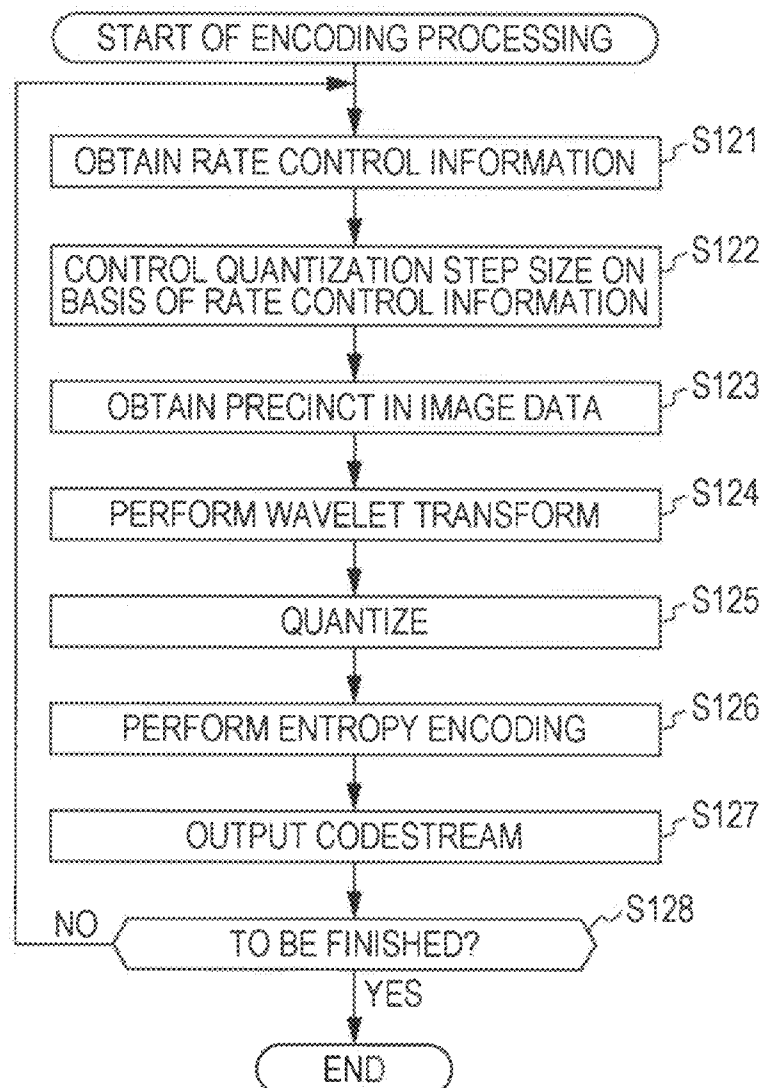 START OF ENCODING PROCESSING
OBTAIN RATE CONTROL INFORMATION
S121
CONTROL QUANTIZATION STEP SIZE ON
BASIS OF RATE CONTROL INFORMATION
S122
OBTAIN PRECINCT IN IMAGE DATA
S123
PERFORM WAVELET TRANSFORM
S124
QUANTIZE
S125
PERFORM ENTROPY ENCODING
S126
OUTPUT CODESTREAM
S127
NO
TO BE FINISHED?
S128
YES
END